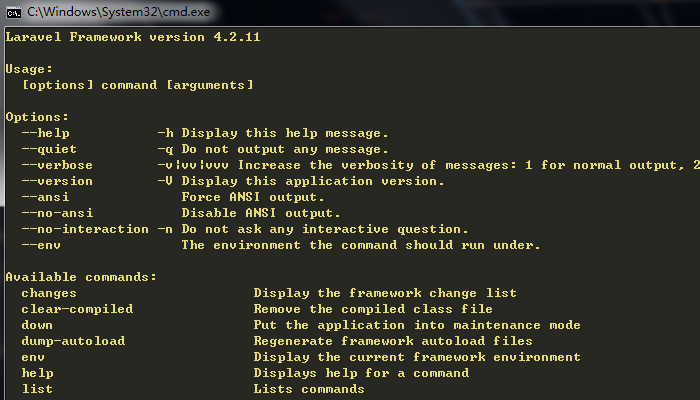 C:\Windows\System32\cmd.exe
Laravel Framework version 4.2.11
Usage:
[options] command [arguments]
Options:
--help -h Display this help message.
--quiet -q Do not output any message.
--verbose -v|vv|vvv Increase the verbosity of messages: 1 for normal output, 2
--version -V Display this application version.
--ansi Force ANSI output.
--no-ansi Disable ANSI output.
--no-interaction -n Do not ask any interactive question.
--env The environment the command should run under.
Available commands:
changes Display the framework change list
clear-compiled Remove the compiled class file
down Put the application into maintenance mode
dump-autoload Regenerate framework autoload files
env Display the current framework environment
help Displays help for a command
list Lists commands